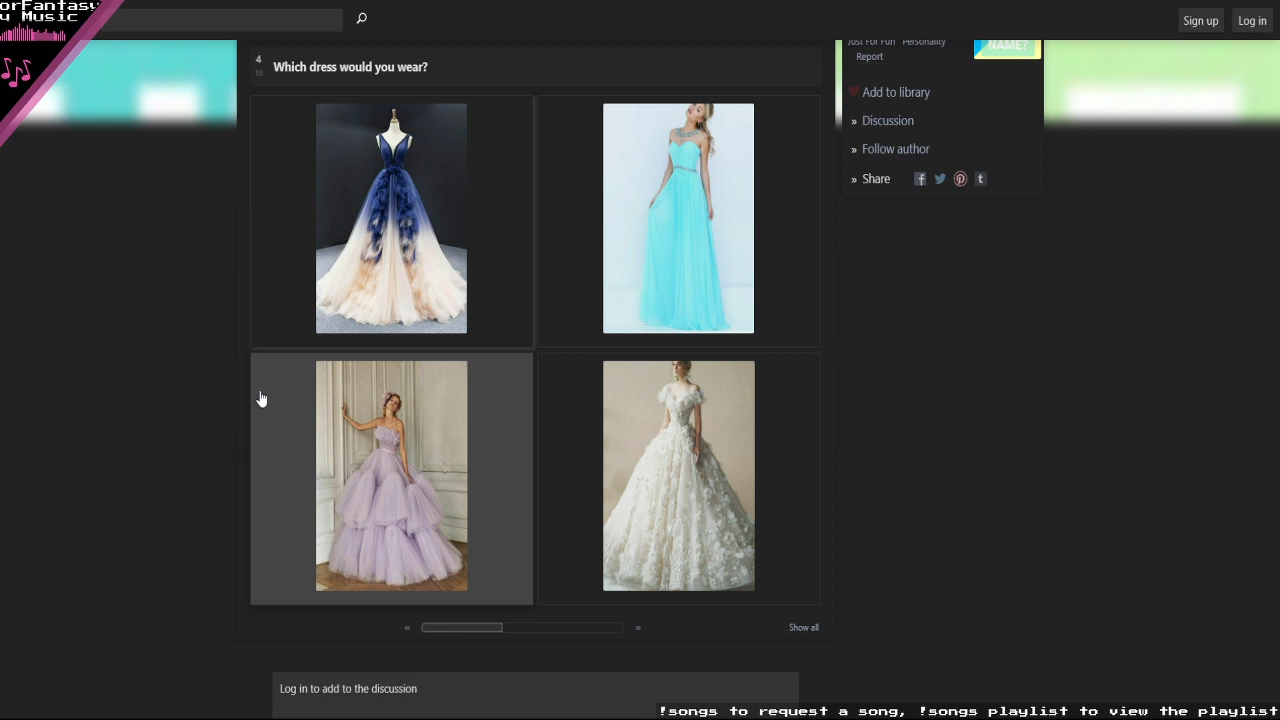 orFantasy
y Music
Sign up
Log in
4
10
Which dress would you wear?
Just For Fun Personality
Report
NAME?
Add to library
» Discussion
» Follow author
» Share
« »
Show all
Log in to add to the discussion
!songs to request a song, !songs playlist to view the playlist